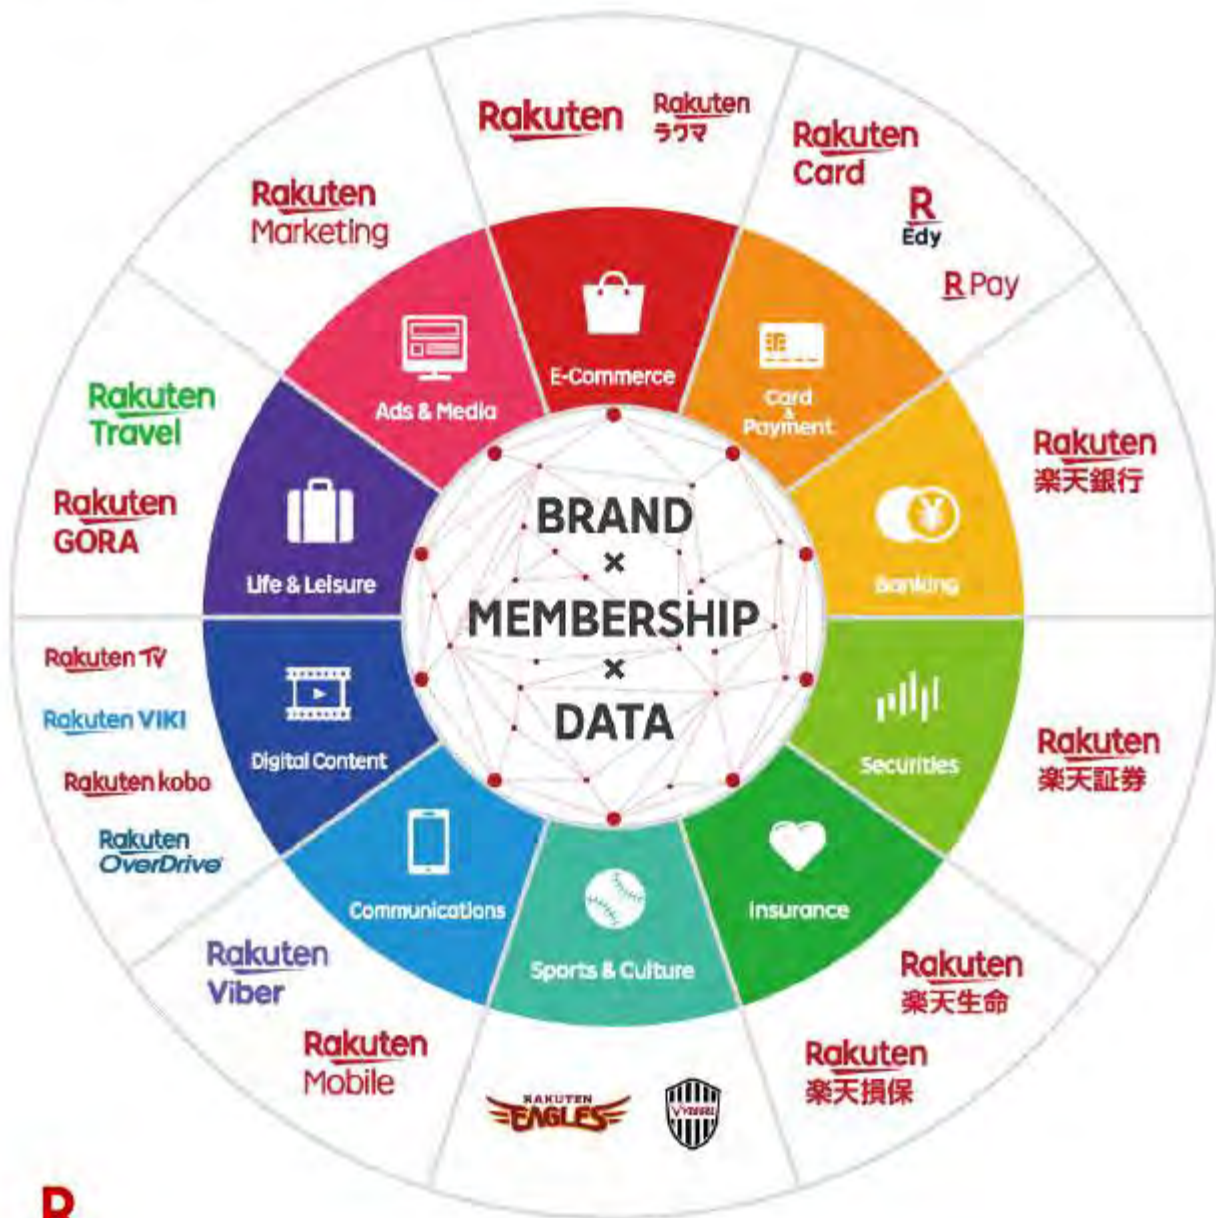 Rakuten
Rakuten
ラクマ
Rakuten
Card
R
Edy
R Pay
Rakuten
楽天銀行
Rakuten
楽天証券
Rakuten
楽天生命
Rakuten
楽天損保
RAKUTEN
EAGLES
VISSEL
Rakuten
Mobile
Rakuten
Viber
Rakuten TV
Rakuten VIKI
Rakuten kobo
Rakuten
OverDrive
Rakuten
Travel
Rakuten
GORA
Rakuten
Marketing
E-Commerce
Card
&
Payment
Banking
Securities
Insurance
Sports & Culture
Communications
Digital Content
Life & Leisure
Ads & Media
BRAND
×
MEMBERSHIP
×
DATA
R